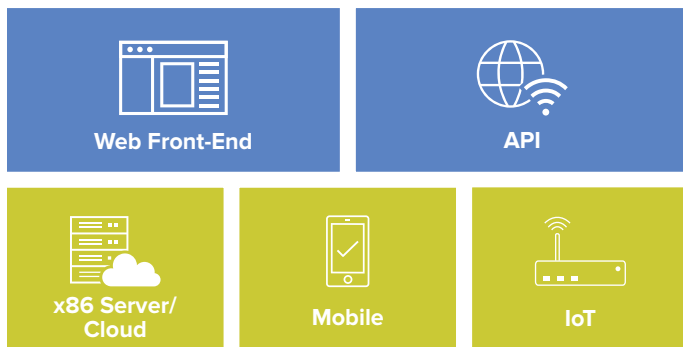 Web Front-End
API
x86 Server/
Cloud
Mobile
IoT